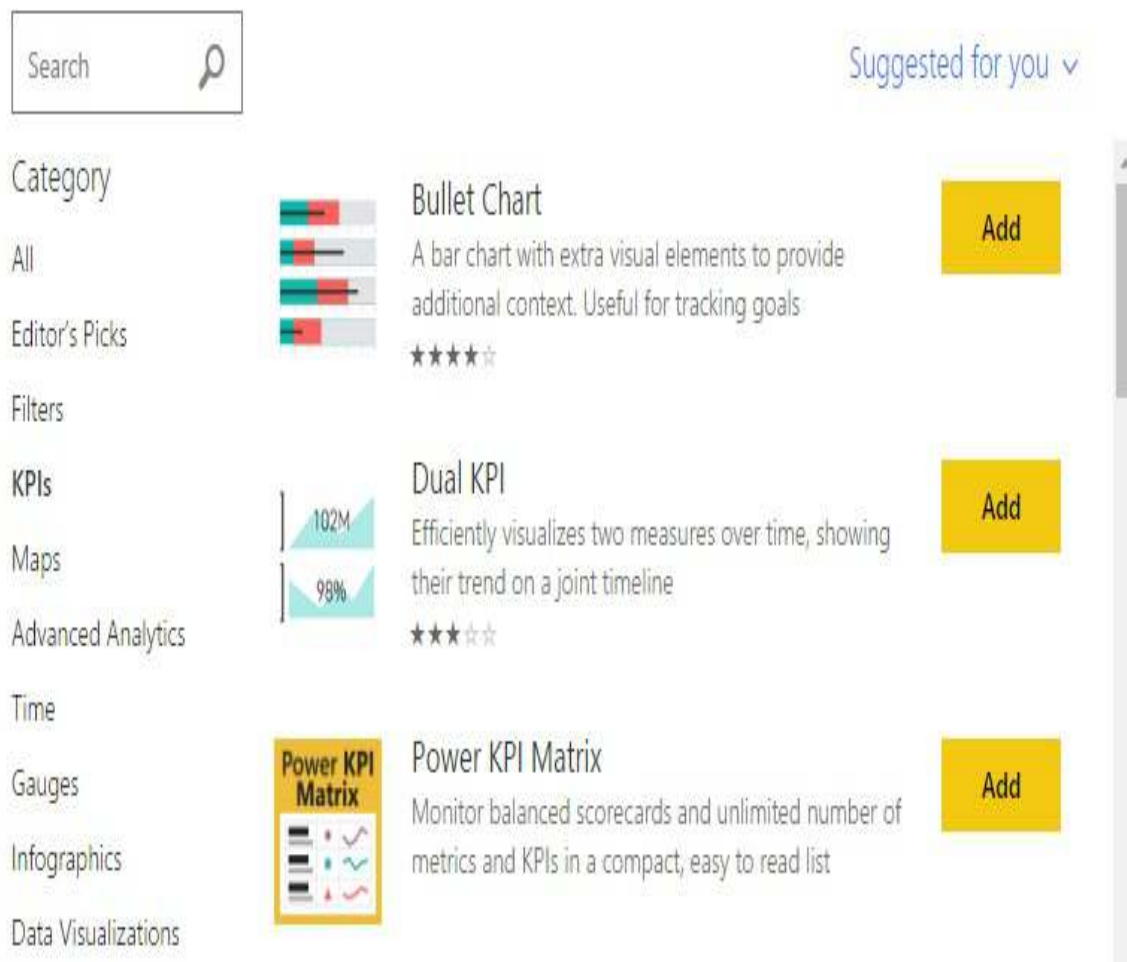 Search
Suggested for you
Category
All
Editor's Picks
Filters
KPIs
Maps
Advanced Analytics
Time
Gauges
Infographics
Data Visualizations
Bullet Chart
A bar chart with extra visual elements to provide
additional context. Useful for tracking goals
Add
102M
98%
Dual KPI
Efficiently visualizes two measures over time, showing
their trend on a joint timeline
Add
Power KPI
Matrix
Power KPI Matrix
Monitor balanced scorecards and unlimited number of
metrics and KPIs in a compact, easy to read list
Add